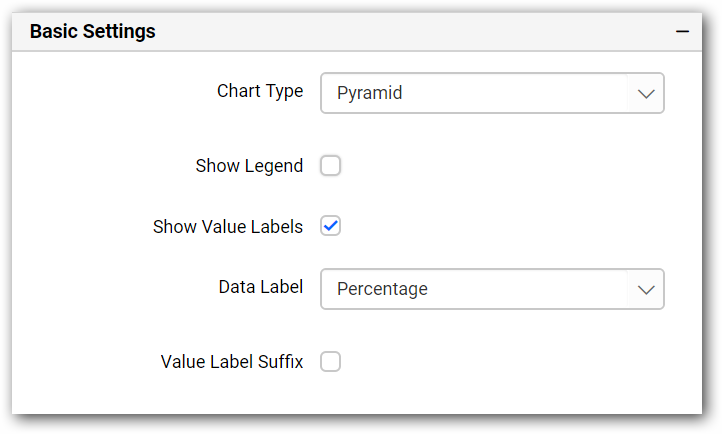 Basic Settings
Chart Type Pyramid
Show Legend
Show Value Labels
Data Label Percentage
Value Label Suffix